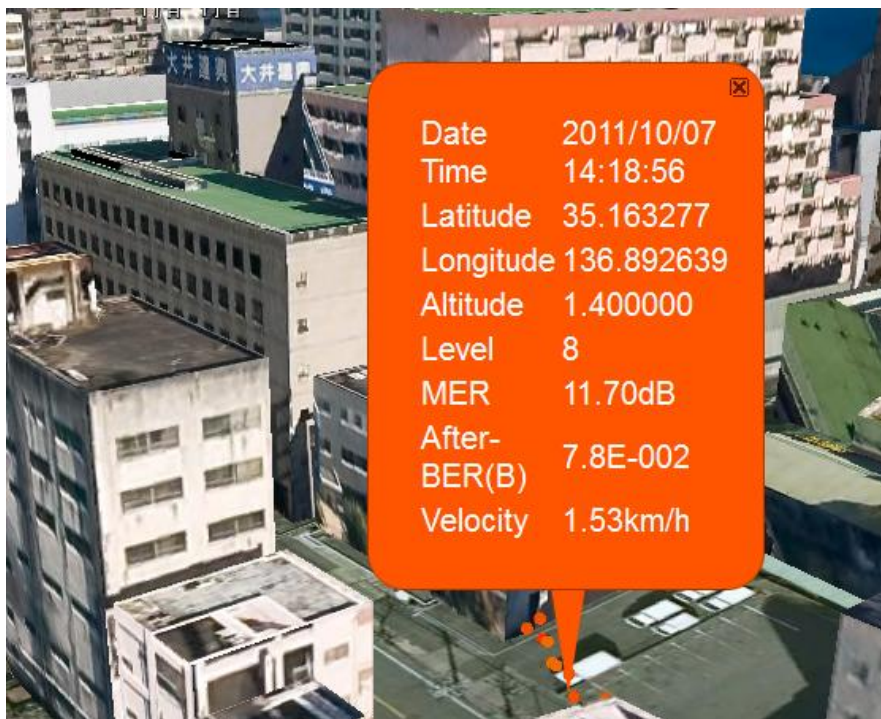 大井建興 大井建興
Date 2011/10/07
Time 14:18:56
Latitude 35.163277
Longitude 136.892639
Altitude 1.400000
Level 8
MER 11.70dB
After-
BER(B) 7.8E-002
Velocity 1.53km/h